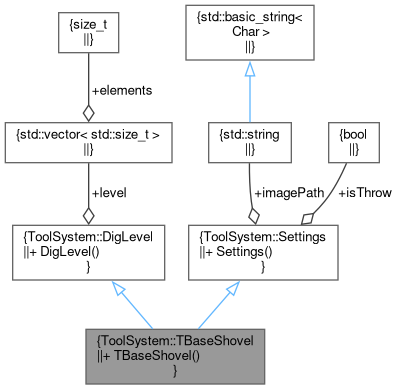 {size_t
||}
{std::basic_string<
Char >
||}
+elements
{std::vector< std::size_t >
||}
{std::string
||}
{bool
||}
+level
+imagePath
+isThrow
{ToolSystem::DigLevel
||+ DigLevel()
}
{ToolSystem::Settings
||+ Settings()
}
{ToolSystem::TBaseShovel
||+ TBaseShovel()
}